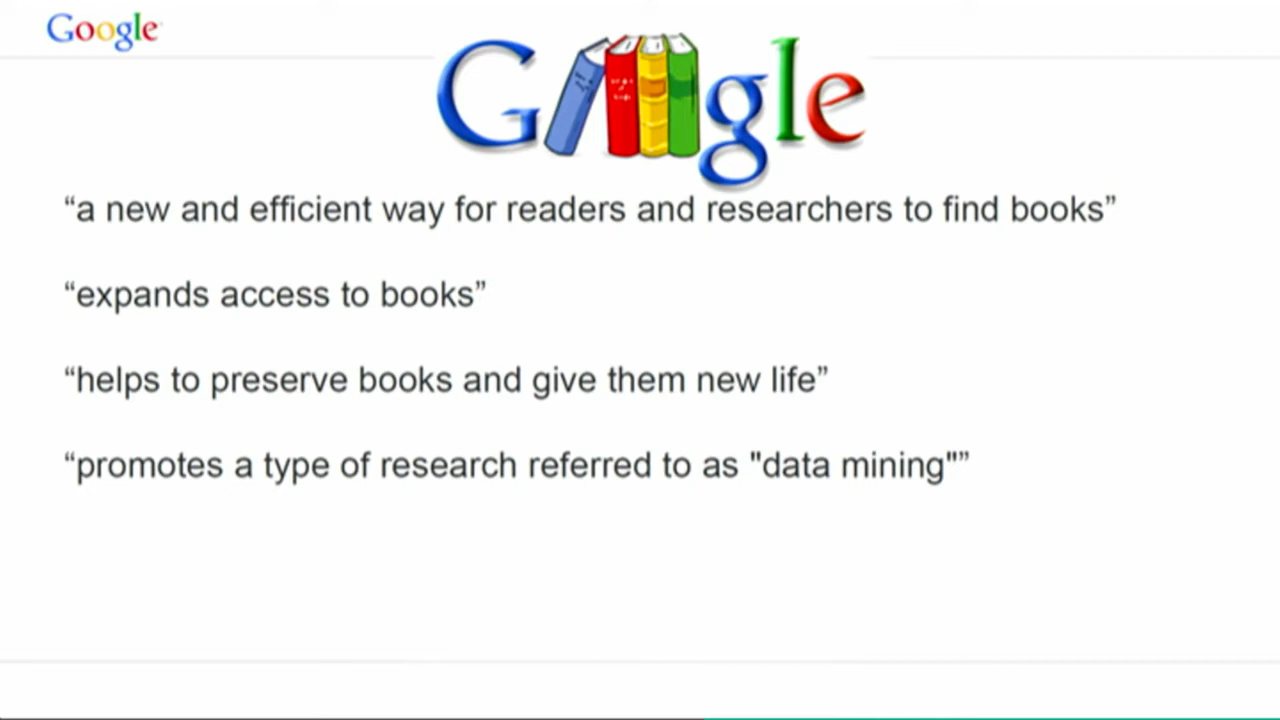 Google
Google
“a new and efficient way for readers and researchers to find books”
“expands access to books”
“helps to preserve books and give them new life”
“promotes a type of research referred to as "data mining"”